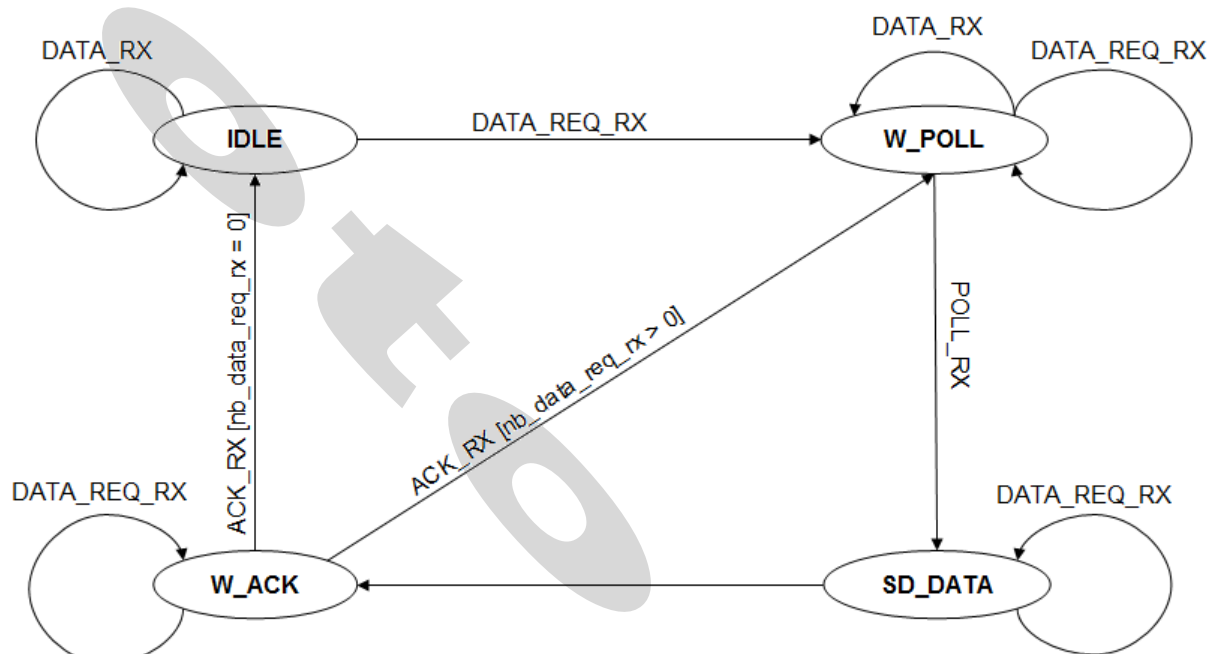 DATA_RX
DATA_RX
DATA_REQ_RX
IDLE
DATA_REQ_RX
W_POLL
ACK_RX [nb_data_req_rx = 0]
ACK_RX [nb_data_req_rx > 0]
POLL_RX
DATA_REQ_RX
DATA_REQ_RX
W_ACK
SD_DATA